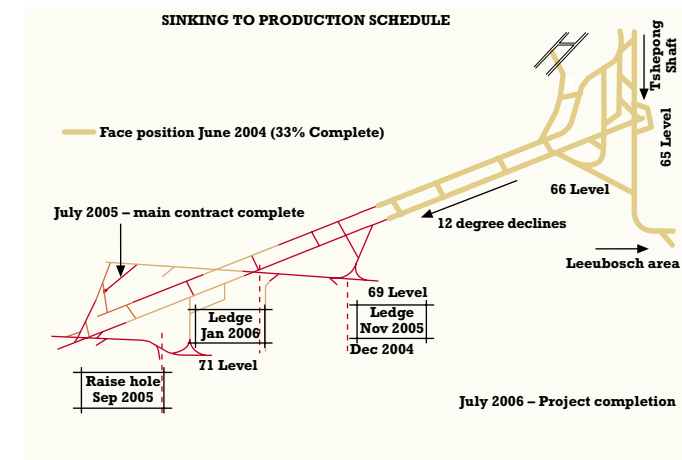 SINKING TO PRODUCTION SCHEDULE
Tshepong
Shaft
65 Level
Face position June 2004 (33% Complete)
66 Level
July 2005 – main contract complete
12 degree declines
Leeubosch area
69 Level
Ledge
Jan 2006
Ledge
Nov 2005
Dec 2004
71 Level
Raise hole
Sep 2005
July 2006 – Project completion